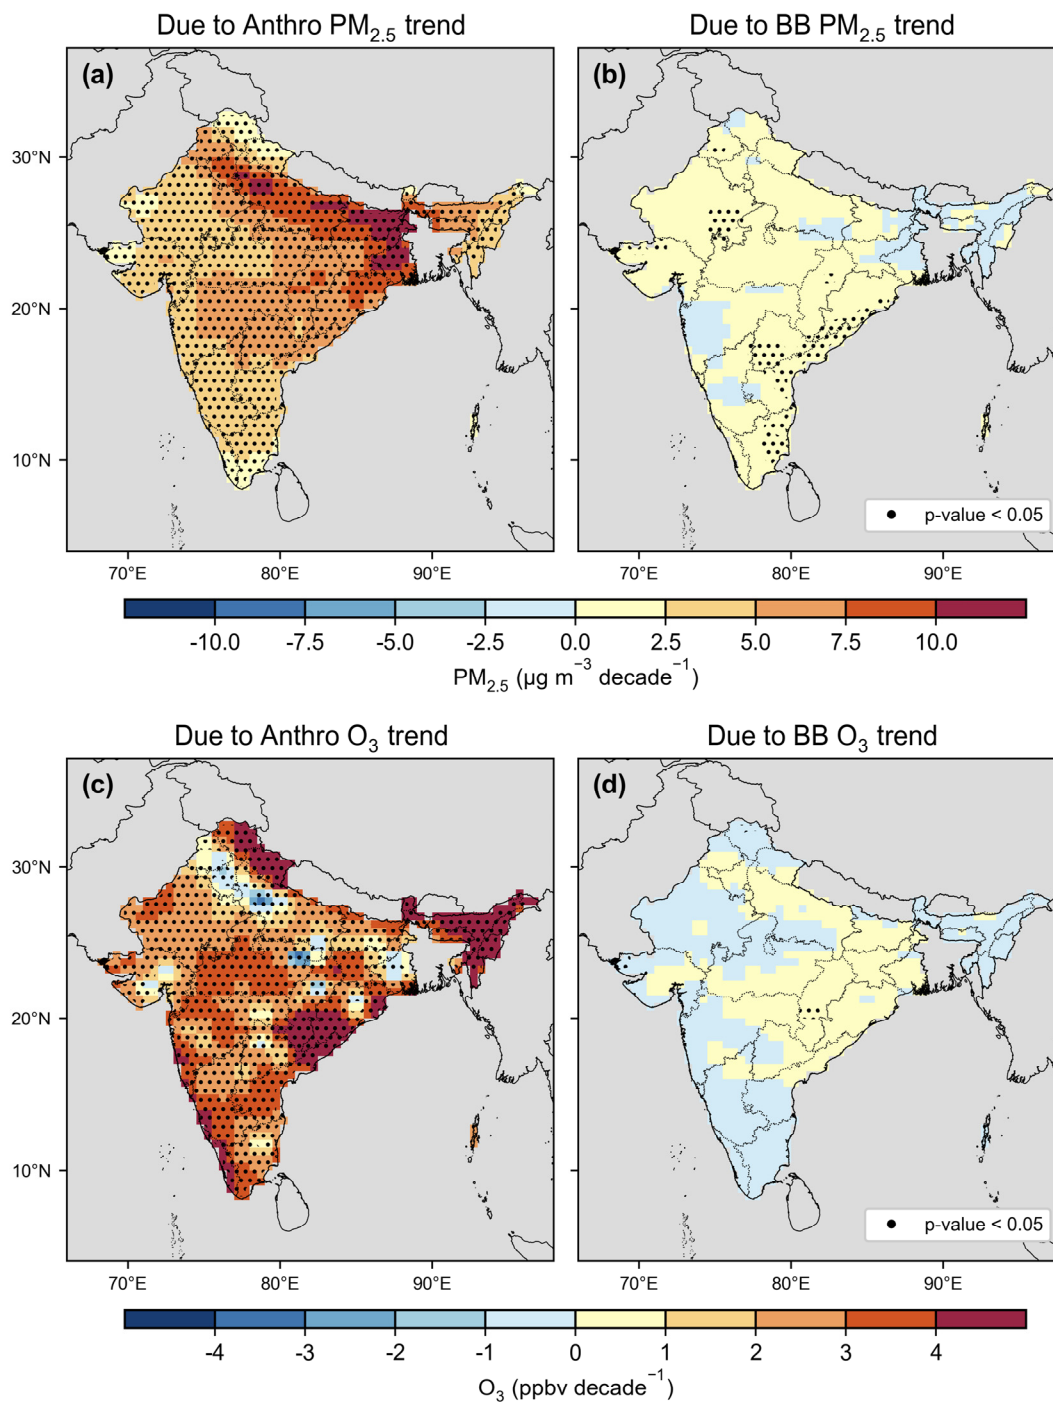 Due to Anthro PM2.5 trend
Due to BB PM2.5 trend
(a)
(b)
30°N
20°N
10°N
p-value < 0.05
70°E 80°E 90°E
70°E 80°E 90°E
-10.0 -7.5 -5.0 -2.5 0.0 2.5 5.0 7.5 10.0
PM2.5 (µg m−3 decade−1)
Due to Anthro O3 trend
Due to BB O3 trend
(c)
(d)
30°N
20°N
10°N
p-value < 0.05
70°E 80°E 90°E
70°E 80°E 90°E
-4 -3 -2 -1 0 1 2 3 4
O3 (ppbv decade−1)